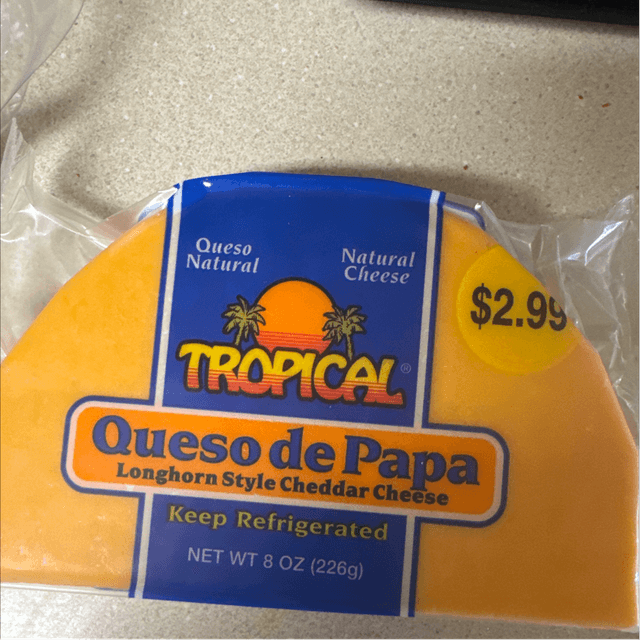 Queso
Natural
Natural
Cheese
$2.99
TROPICAL®
Queso de Papa
Longhorn Style Cheddar Cheese
Keep Refrigerated
NET WT 8 OZ (226g)